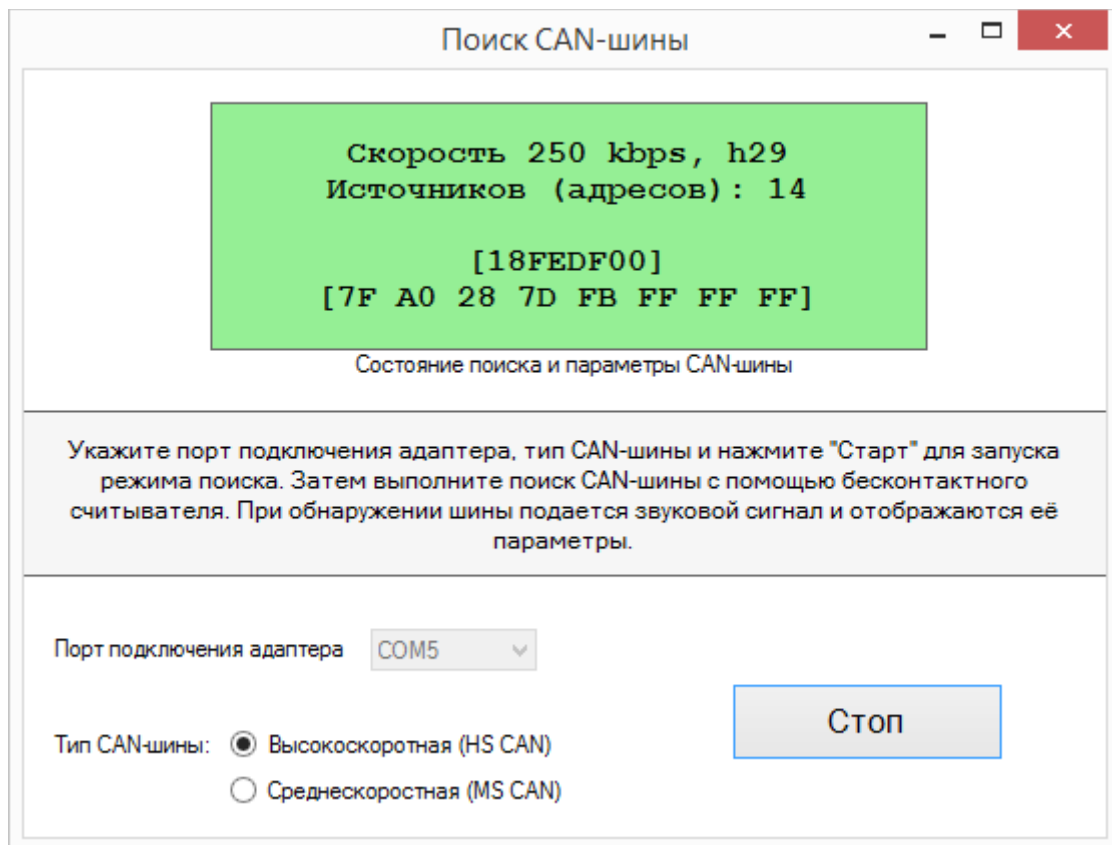 Поиск CAN-шины
Скорость 250 kbps, h29
Источников (адресов): 14
[18FEDF00]
[7F A0 28 7D FB FF FF FF]
Состояние поиска и параметры CAN-шины
Укажите порт подключения адаптера, тип CAN-шины и нажмите "Старт" для запуска
режима поиска. Затем выполните поиск CAN-шины с помощью бесконтактного
считывателя. При обнаружении шины подается звуковой сигнал и отображаются её
параметры.
Порт подключения адаптера COM5
Стоп
Тип CAN-шины: Высокоскоротная (HS CAN)
Среднескоростная (MS CAN)